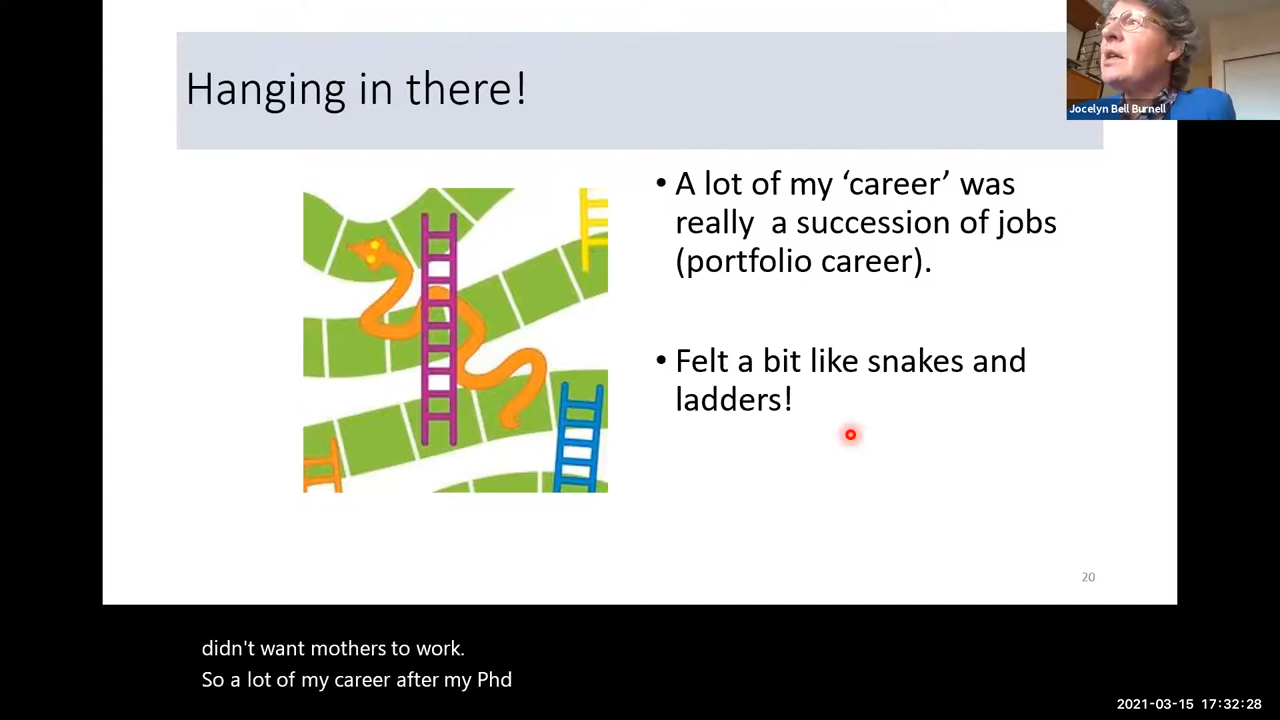 Hanging in there!
Jocelyn Bell Burnell
• A lot of my ‘career’ was
really a succession of jobs
(portfolio career).
• Felt a bit like snakes and
ladders!
20
didn't want mothers to work.
So a lot of my career after my Phd
2021-03-15 17:32:28